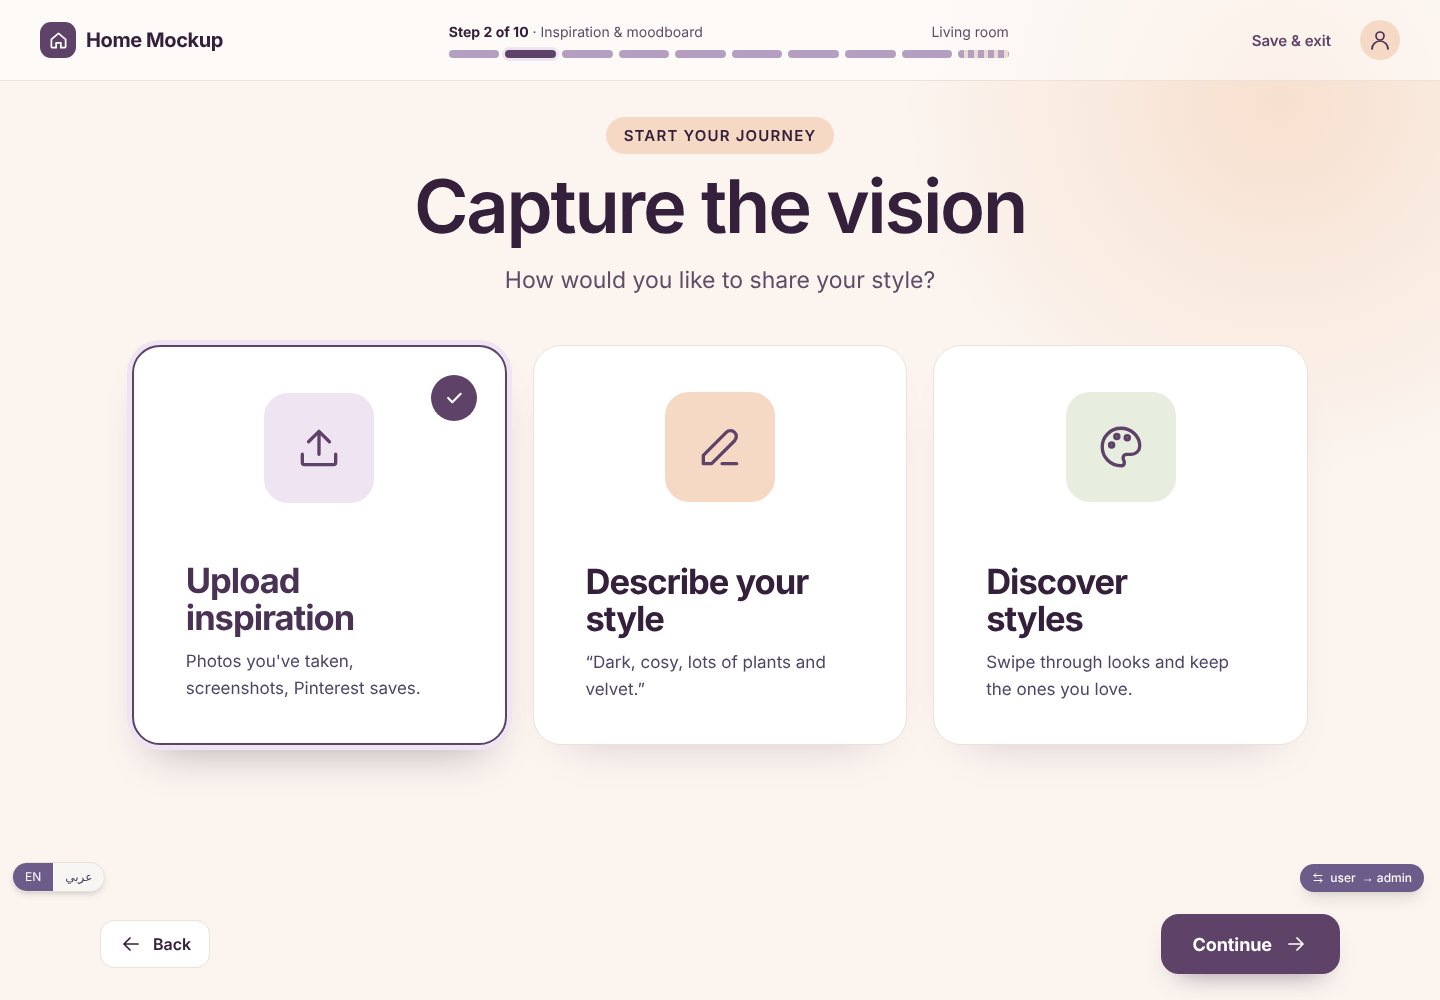 Home Mockup
Step 2 of 10 · Inspiration & moodboard
Living room
Save & exit
START YOUR JOURNEY
Capture the vision
How would you like to share your style?
Upload
inspiration
Photos you've taken,
screenshots, Pinterest saves.
Describe your
style
“Dark, cosy, lots of plants and
velvet.”
Discover
styles
Swipe through looks and keep
the ones you love.
EN
عربي
user → admin
Back
Continue